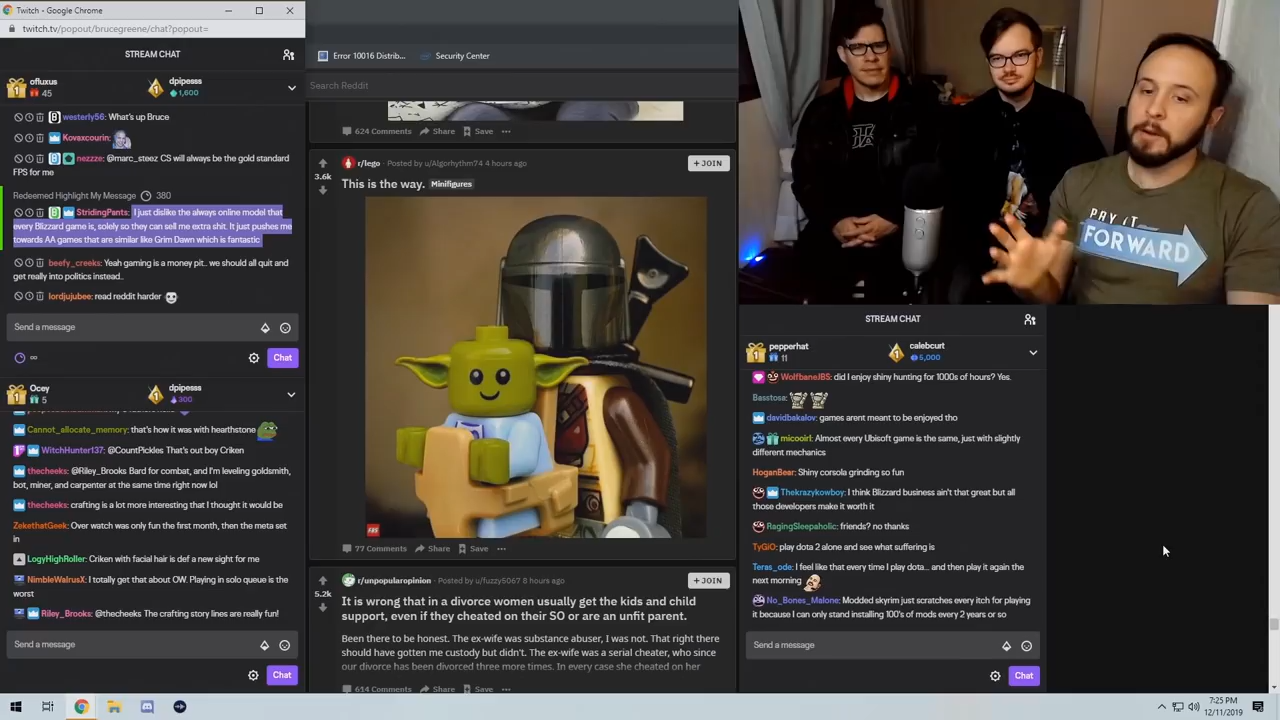 Twitch - Google Chrome
twitch.tv/popout/brucegreene/chat?popout=
STREAM CHAT
ofluxus
45
dpipesss
1,600
westerly56: What's up Bruce
Kovaxcourin:
nezzze: @marc_steez CS will always be the gold standard
FPS for me
Redeemed Highlight My Message 380
StridingPants: I just dislike the always online model that
every Blizzard game is, solely so they can sell me extra shit. It just pushes me
towards AA games that are similar like Grim Dawn which is fantastic
beefy_creeks: Yeah gaming is a money pit.. we should all quit and
get really into politics instead..
lordjujubee: read reddit harder
Send a message
∞
Chat
Ocey
5
dpipesss
300
Cannot_allocate_memory: that's how it was with hearthstone
WitchHunter137: @CountPickles That's out boy Criken
thecheeks: @Riley_Brooks Bard for combat, and I'm leveling goldsmith,
bot, miner, and carpenter at the same time right now lol
thecheeks: crafting is a lot more interesting that I thought it would be
ZekethatGeek: Over watch was only fun the first month, then the meta set
in
LogyHighRoller: Criken with facial hair is def a new sight for me
NimbleWalrusX: I totally get that about OW. Playing in solo queue is the
worst
Riley_Brooks: @thecheeks The crafting story lines are really fun!
Send a message
Chat
Error 10016 Distrib...
Security Center
Search Reddit
624 Comments Share Save
3.6k
r/lego · Posted by u/Algorhythm74 4 hours ago
+ JOIN
This is the way. Minifigures
FBS
77 Comments Share Save
5.2k
r/unpopularopinion · Posted by u/fuzzy5067 8 hours ago
+ JOIN
It is wrong that in a divorce women usually get the kids and child
support, even if they cheated on their SO or are an unfit parent.
Been there to be honest. The ex-wife was substance abuser, I was not. That right there
should have gotten me custody but didn't. The ex-wife was a serial cheater, who since
our divorce has been divorced three more times. In every case she cheated on her
614 Comments Share Save
PAY IT
FORWARD
STREAM CHAT
pepperhat
11
calebcurt
5,000
WolfbaneJBS: did I enjoy shiny hunting for 1000s of hours? Yes.
Basstosa:
davidbakalov: games arent meant to be enjoyed tho
micooirl: Almost every Ubisoft game is the same, just with slightly
different mechanics
HoganBear: Shiny corsola grinding so fun
Thekrazykowboy: I think Blizzard business ain't that great but all
those developers make it worth it
RagingSleepaholic: friends? no thanks
TyGiO: play dota 2 alone and see what suffering is
Teras_ode: I feel like that every time I play dota... and then play it again the
next morning
No_Bones_Malone: Modded skyrim just scratches every itch for playing
it because I can only stand installing 100's of mods every 2 years or so
Send a message
Chat
7:25 PM
12/11/2019